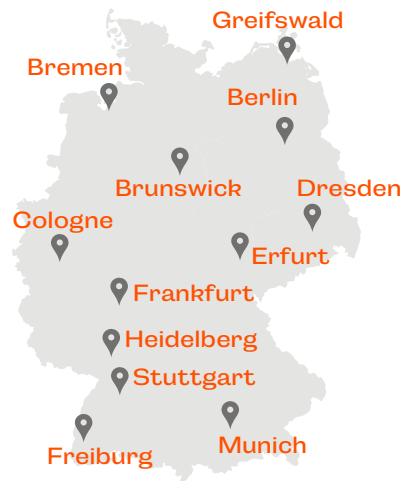 Greifswald
Bremen
Berlin
Brunswick
Dresden
Cologne
Erfurt
Frankfurt
Heidelberg
Stuttgart
Munich
Freiburg